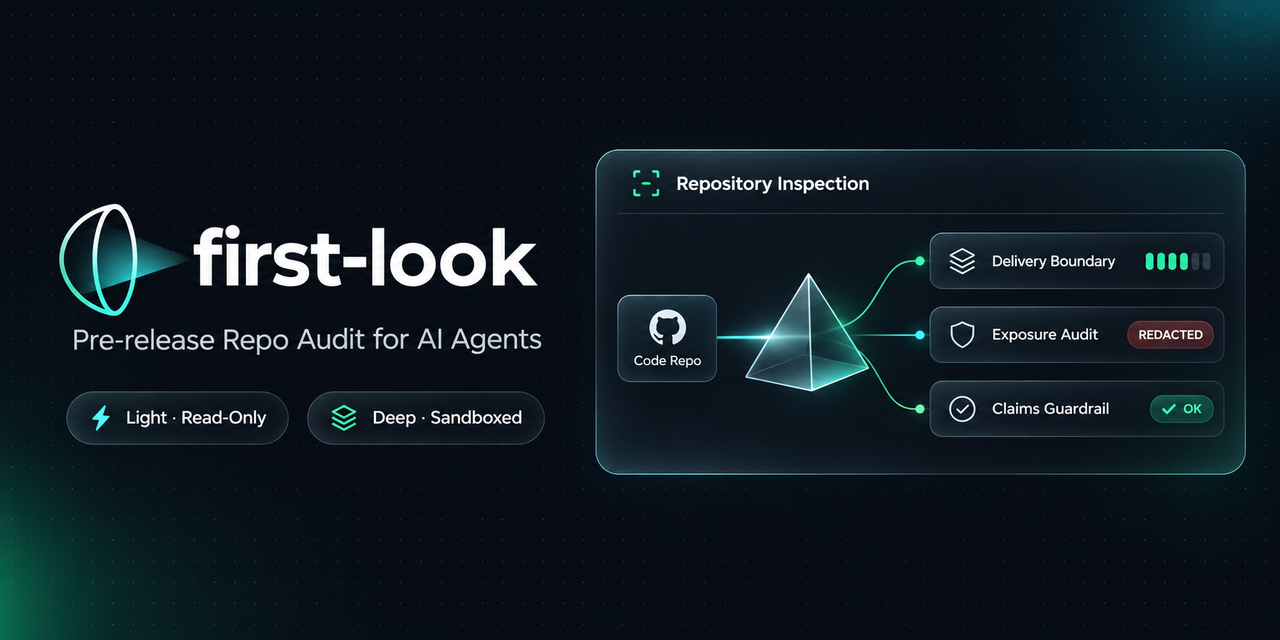 first-look
Pre-release Repo Audit for AI Agents
Light · Read-Only
Deep · Sandboxed
Repository Inspection
Code Repo
Delivery Boundary
Exposure Audit
REDACTED
Claims Guardrail
OK